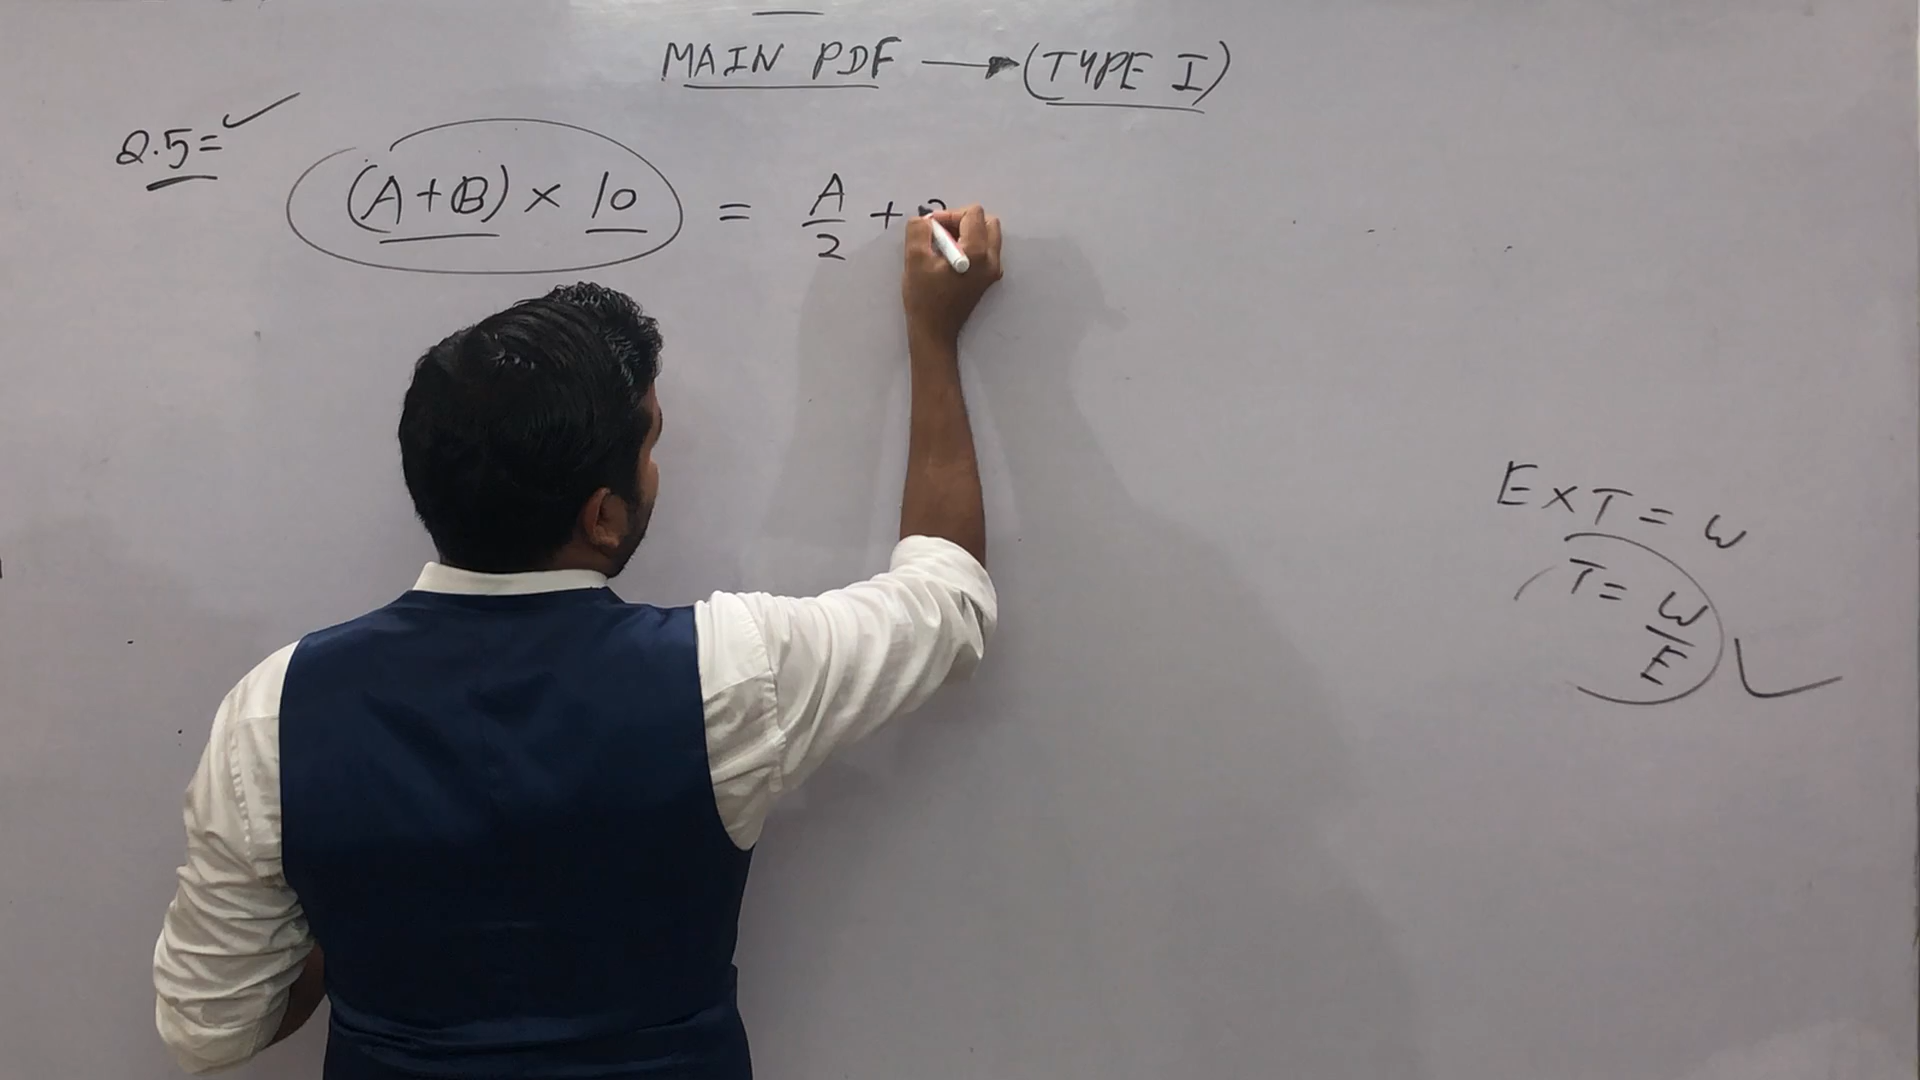 MAIN PDF → (TYPE I)
Q.5=
(A+B) × 10 = A/2 +
E×T = W
T = W/E